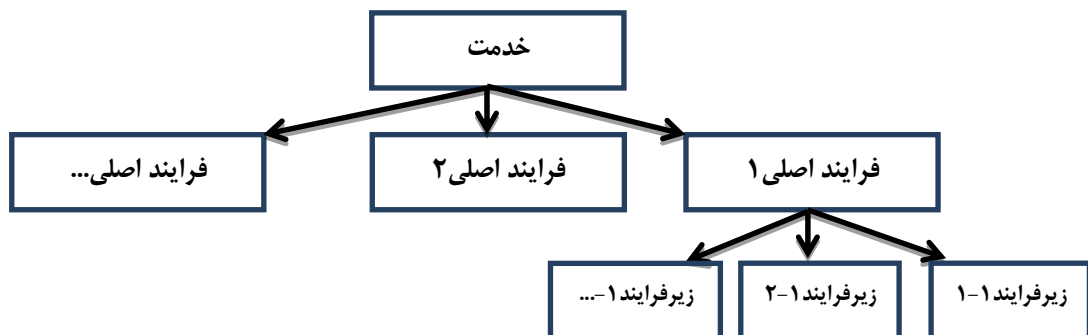 خدمت
فرایند اصلی۱
فرایند اصلی۲
فرایند اصلی...
زیرفرایند۱-۱
زیرفرایند۱-۲
زیرفرایند۱-...